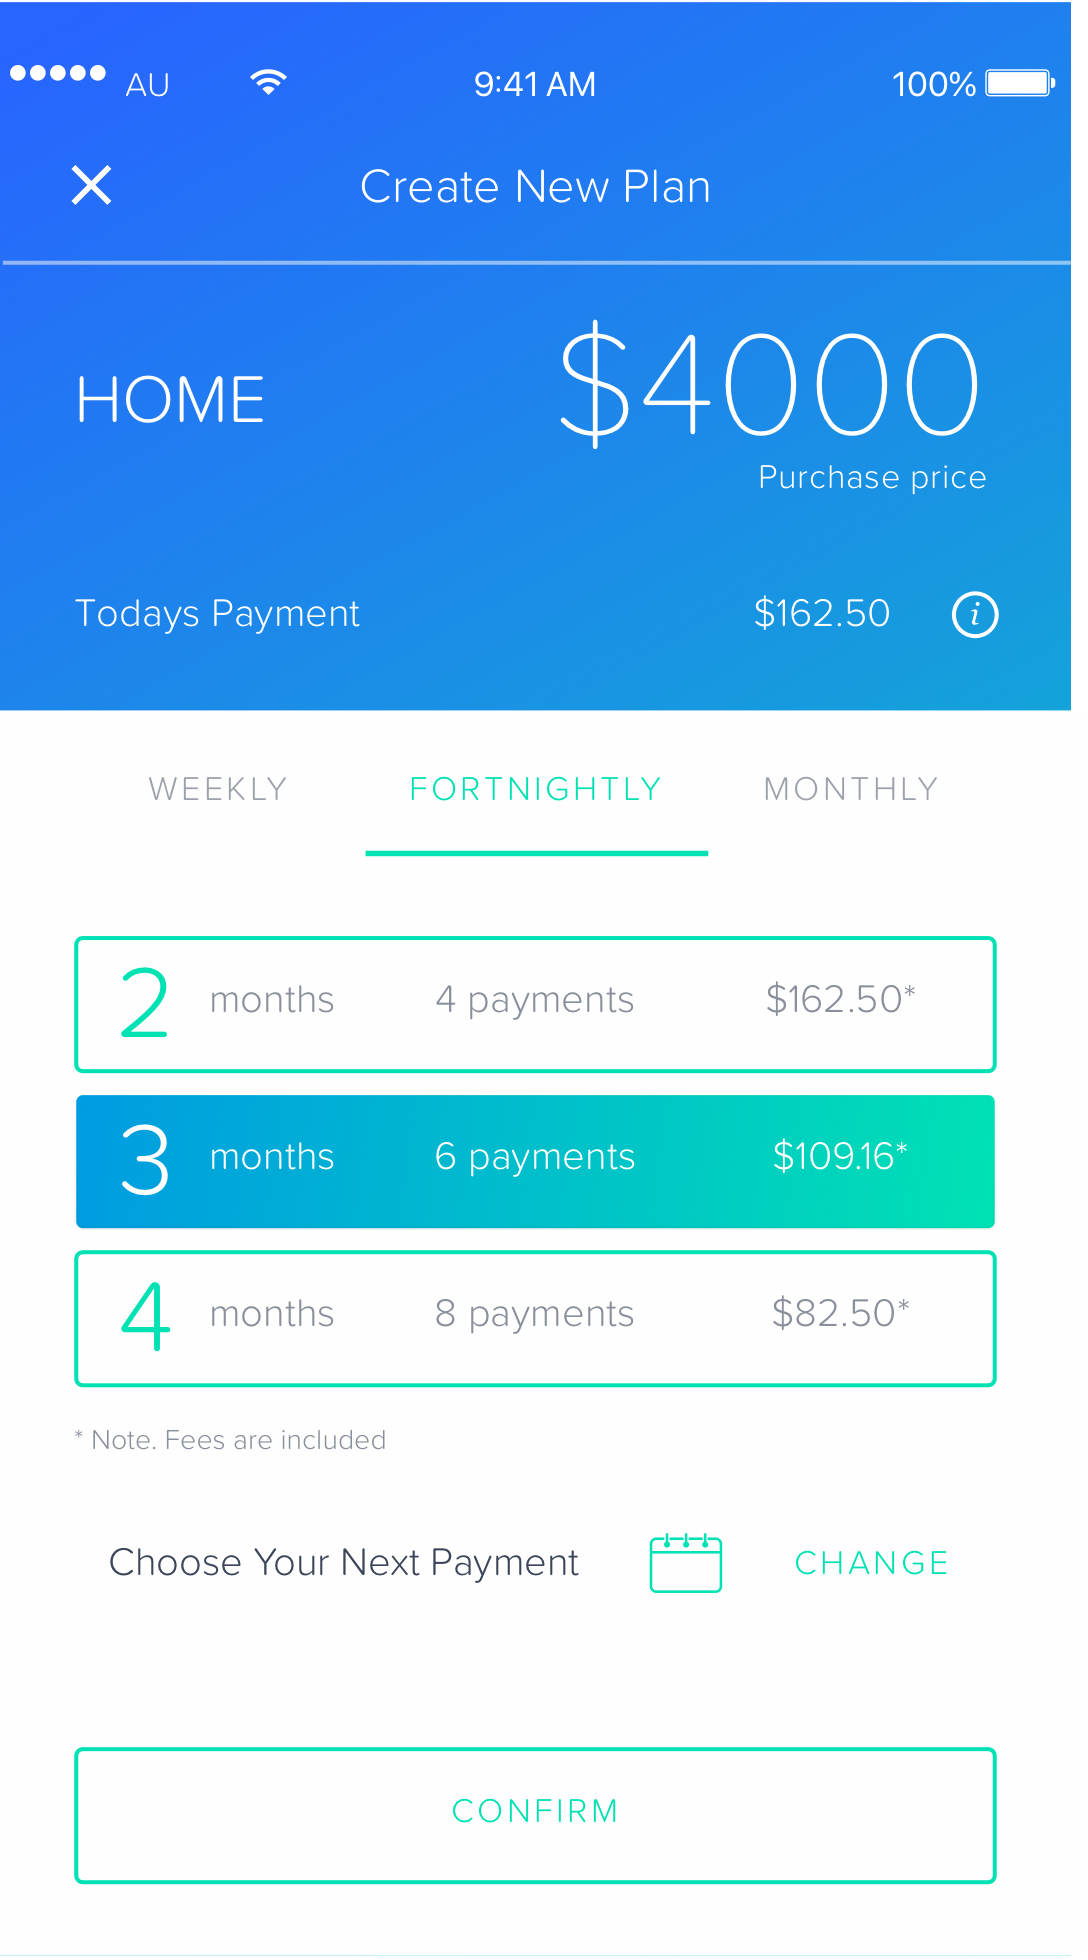 AU 9:41 AM 100%
Create New Plan
HOME $4000
Purchase price
Todays Payment $162.50 i
WEEKLY FORTNIGHTLY MONTHLY
2 months 4 payments $162.50*
3 months 6 payments $109.16*
4 months 8 payments $82.50*
* Note. Fees are included
Choose Your Next Payment CHANGE
CONFIRM